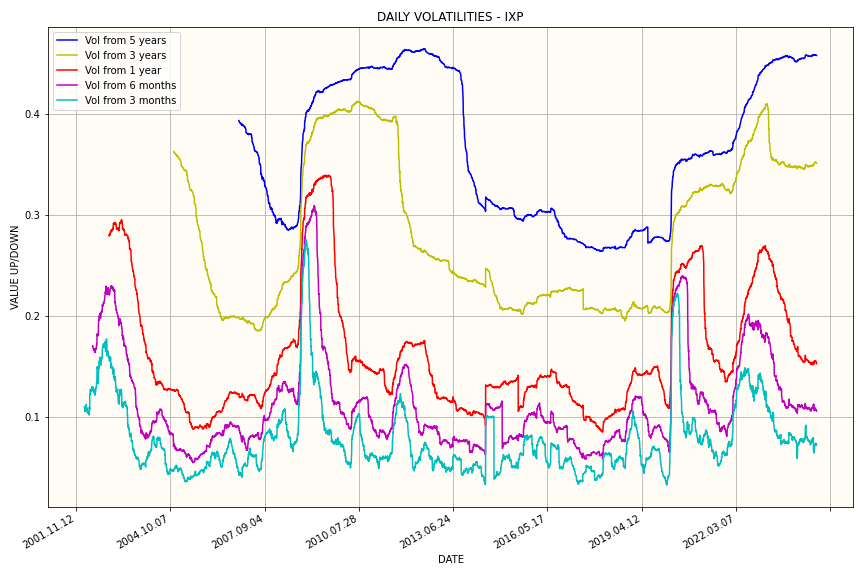 DAILY VOLATILITIES - IXP
Vol from 5 years
Vol from 3 years
Vol from 1 year
Vol from 6 months
Vol from 3 months
VALUE UP/DOWN
0.4
0.3
0.2
0.1
2001.11.12
2004.10.07
2007.09.04
2010.07.28
2013.06.24
2016.05.17
2019.04.12
2022.03.07
DATE